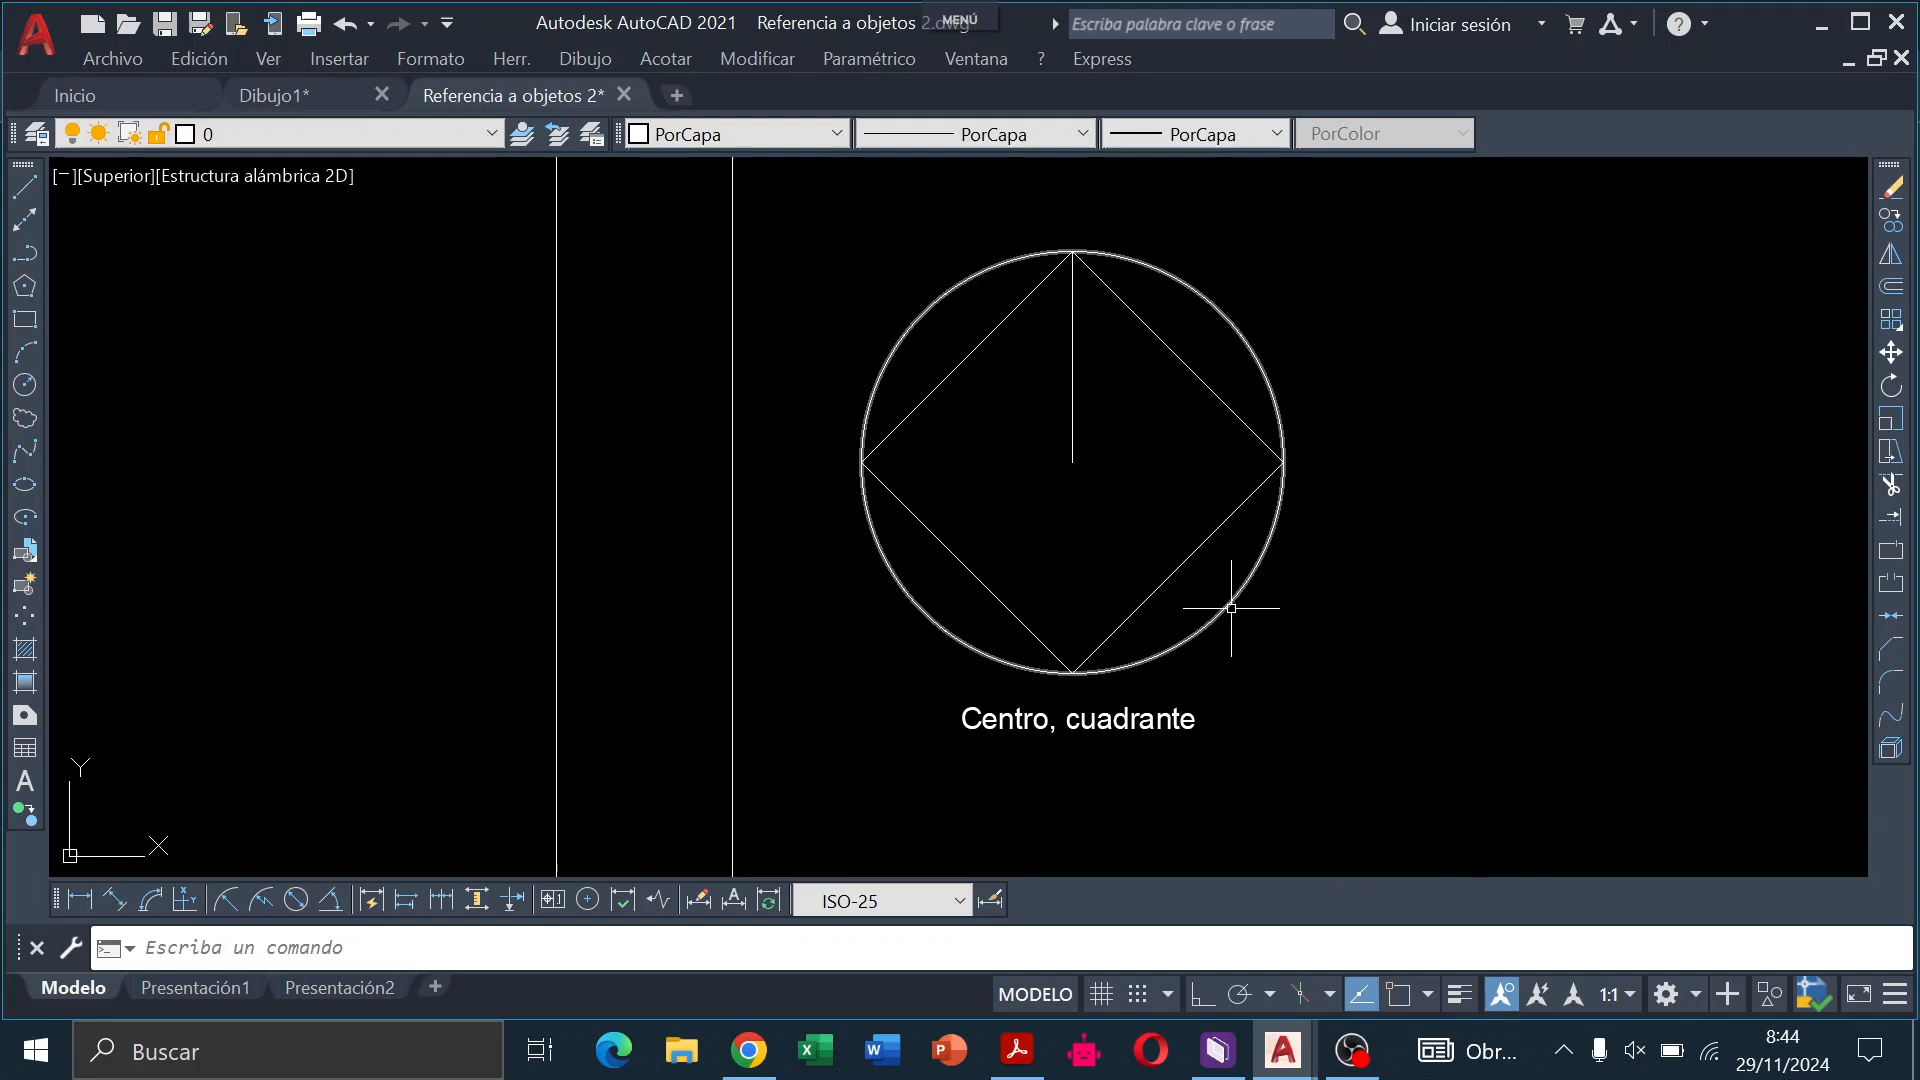 Autodesk AutoCAD 2021 Referencia a objetos 2.dwg
MENÚ
Escriba palabra clave o frase
Iniciar sesión
?
Archivo Edición Ver Insertar Formato Herr. Dibujo Acotar Modificar Paramétrico Ventana ? Express
Inicio Dibujo1* Referencia a objetos 2*
0 PorCapa PorCapa PorCapa PorColor
[−][Superior][Estructura alámbrica 2D]
Centro, cuadrante
Y
X
A
ISO-25
Escriba un comando
Modelo Presentación1 Presentación2
MODELO 1:1
Buscar
Obr...
8:44
29/11/2024